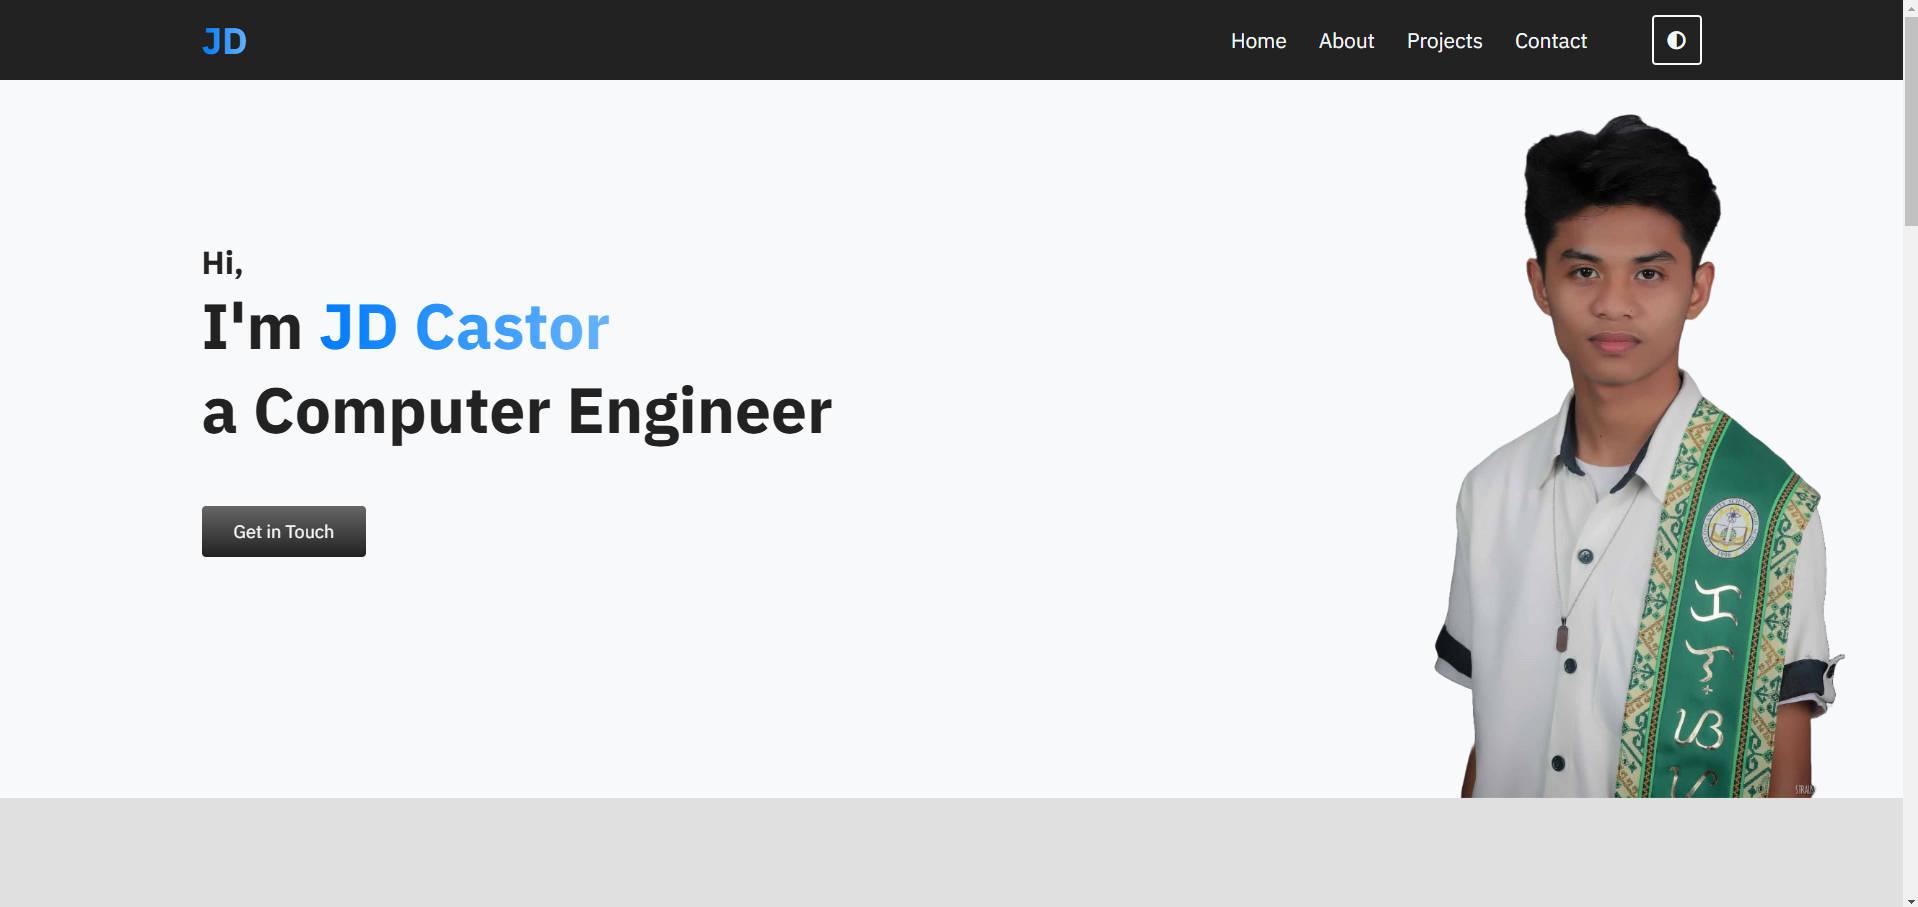 JD
Home
About
Projects
Contact
Hi,
I'm JD Castor
a Computer Engineer
Get in Touch